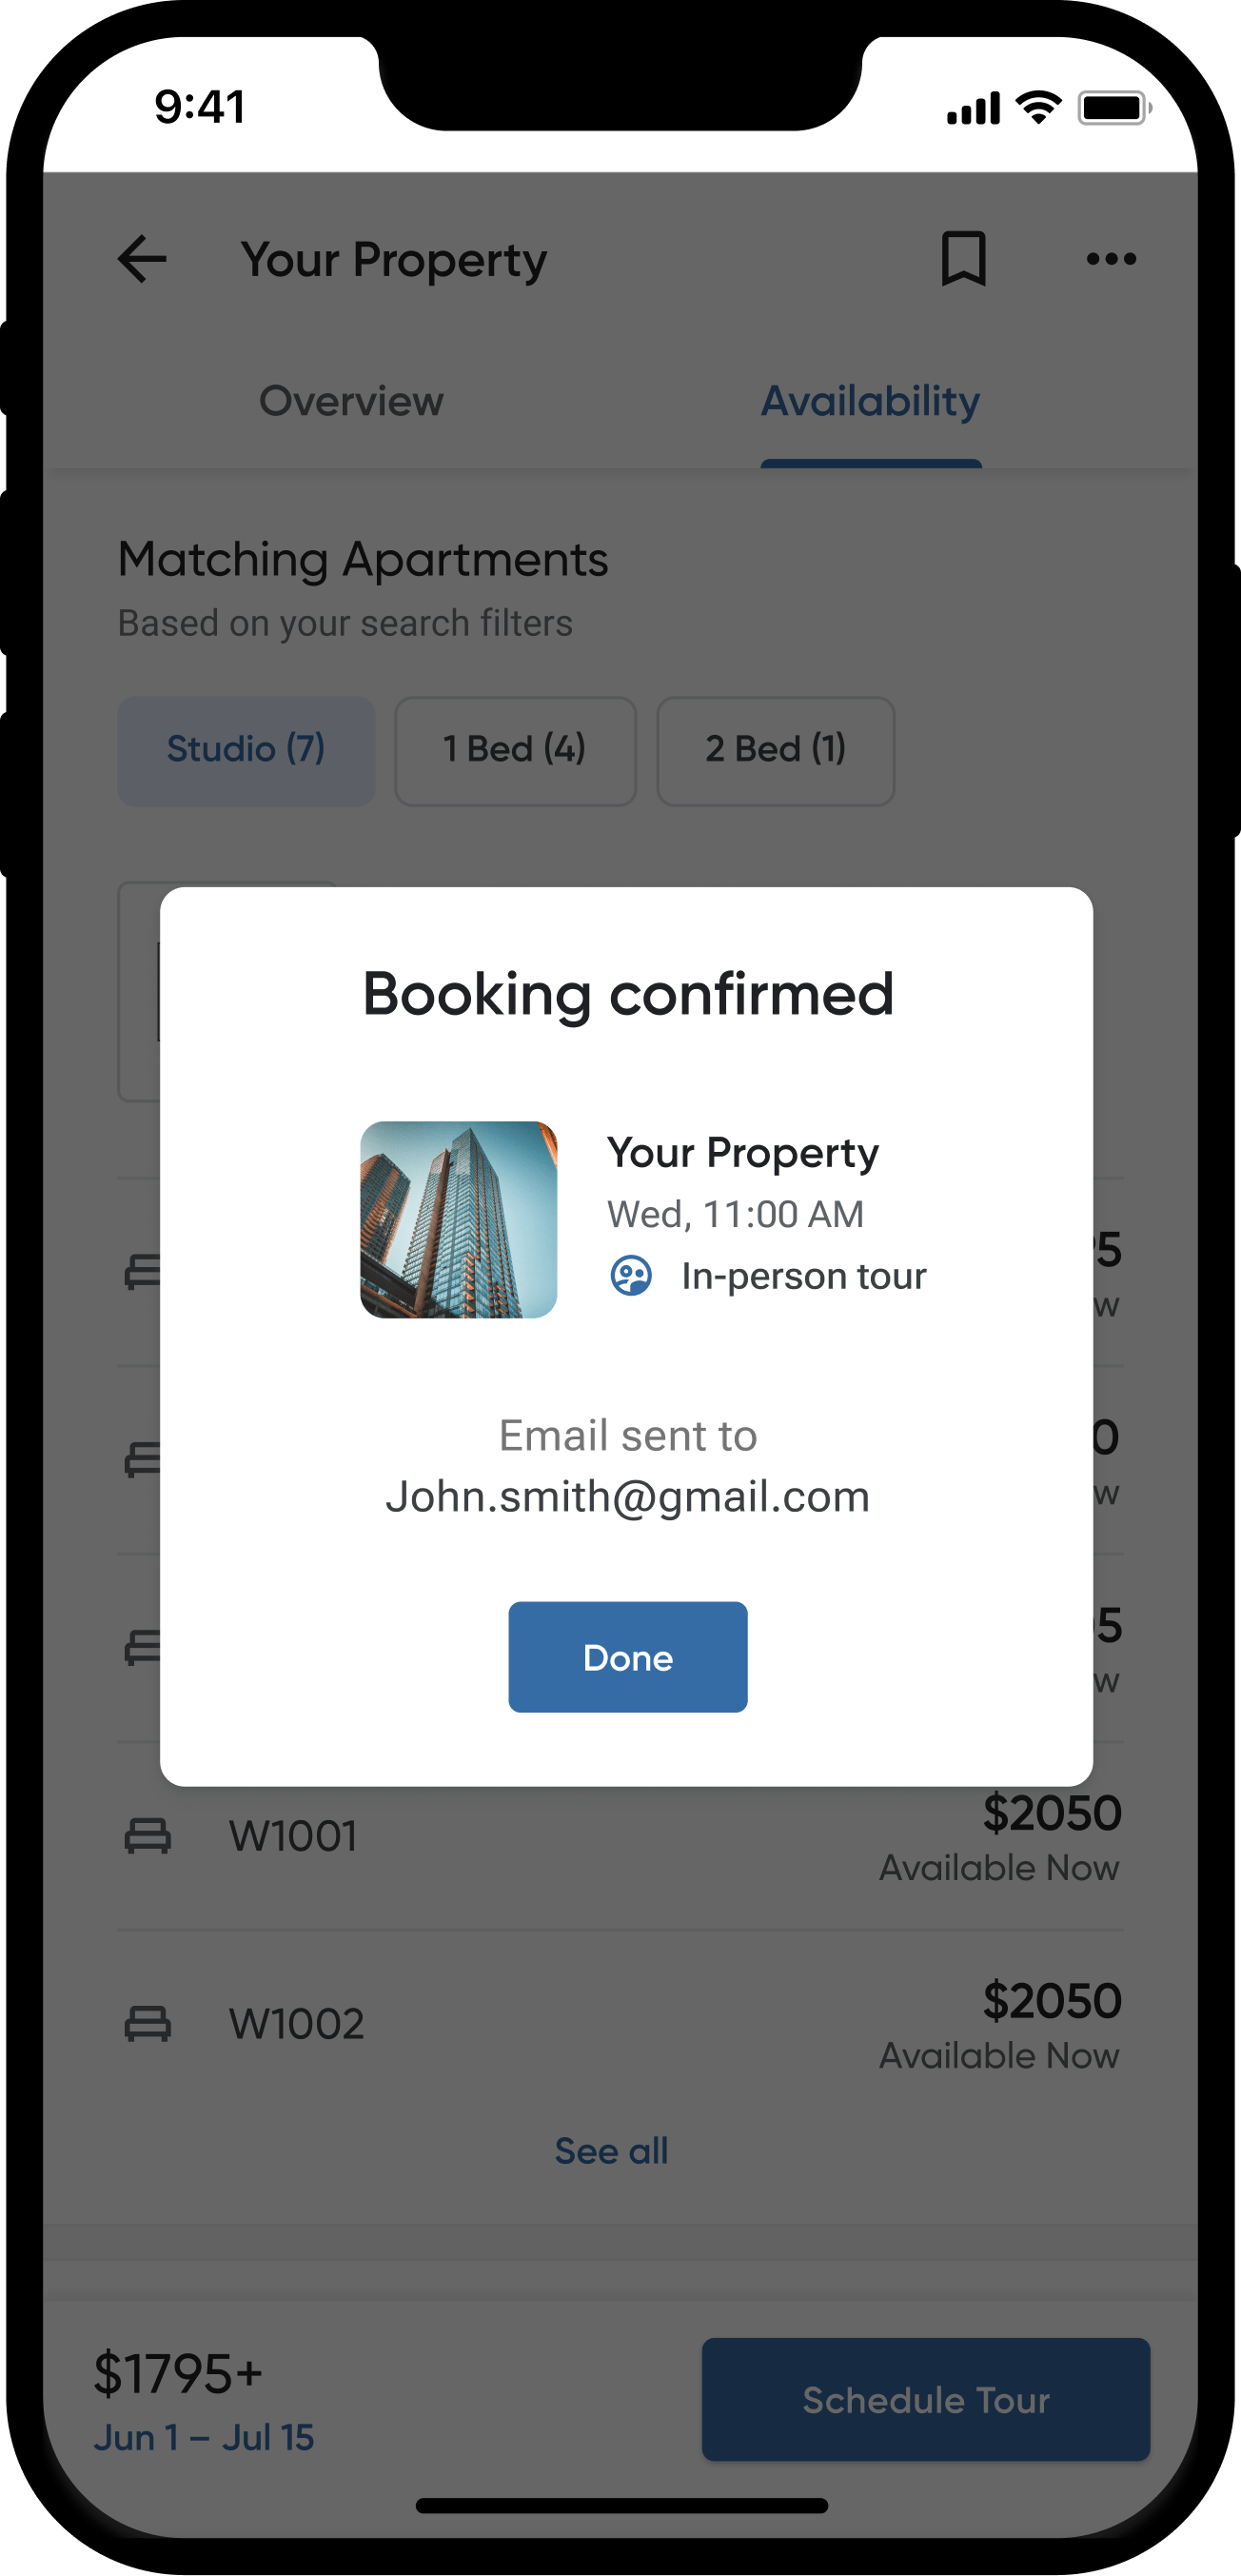 9:41
Your Property
Overview
Availability
Matching Apartments
Based on your search filters
Studio (7)
1 Bed (4)
2 Bed (1)
Booking confirmed
Your Property
Wed, 11:00 AM
In-person tour
Email sent to
John.smith@gmail.com
Done
W1001
$2050
Available Now
W1002
$2050
Available Now
See all
$1795+
Jun 1 – Jul 15
Schedule Tour